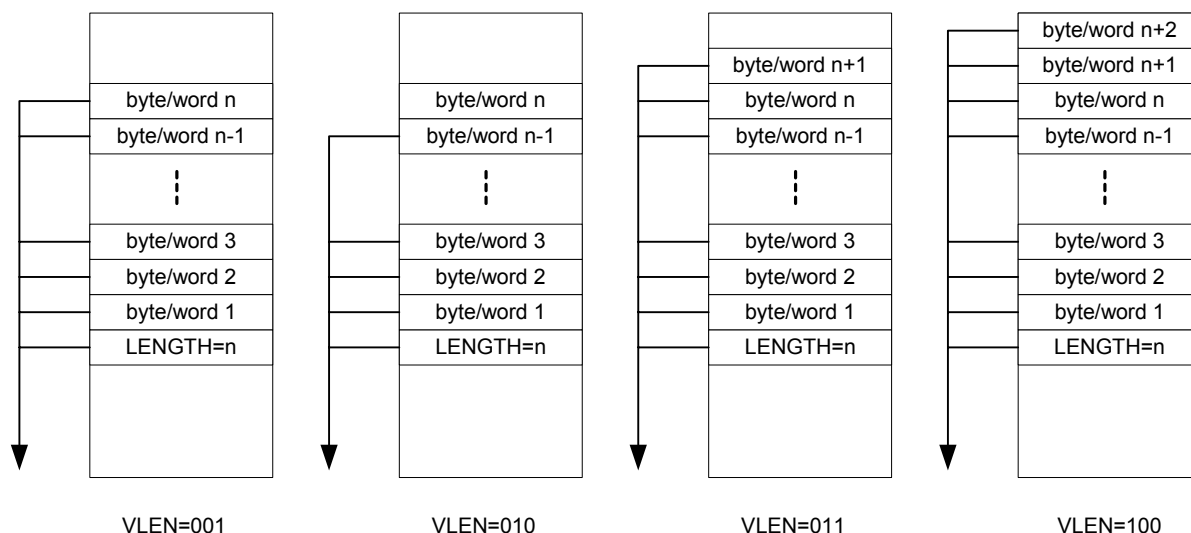 byte/word n
byte/word n-1
byte/word 3
byte/word 2
byte/word 1
LENGTH=n
VLEN=001
byte/word n
byte/word n-1
byte/word 3
byte/word 2
byte/word 1
LENGTH=n
VLEN=010
byte/word n+1
byte/word n
byte/word n-1
byte/word 3
byte/word 2
byte/word 1
LENGTH=n
VLEN=011
byte/word n+2
byte/word n+1
byte/word n
byte/word n-1
byte/word 3
byte/word 2
byte/word 1
LENGTH=n
VLEN=100